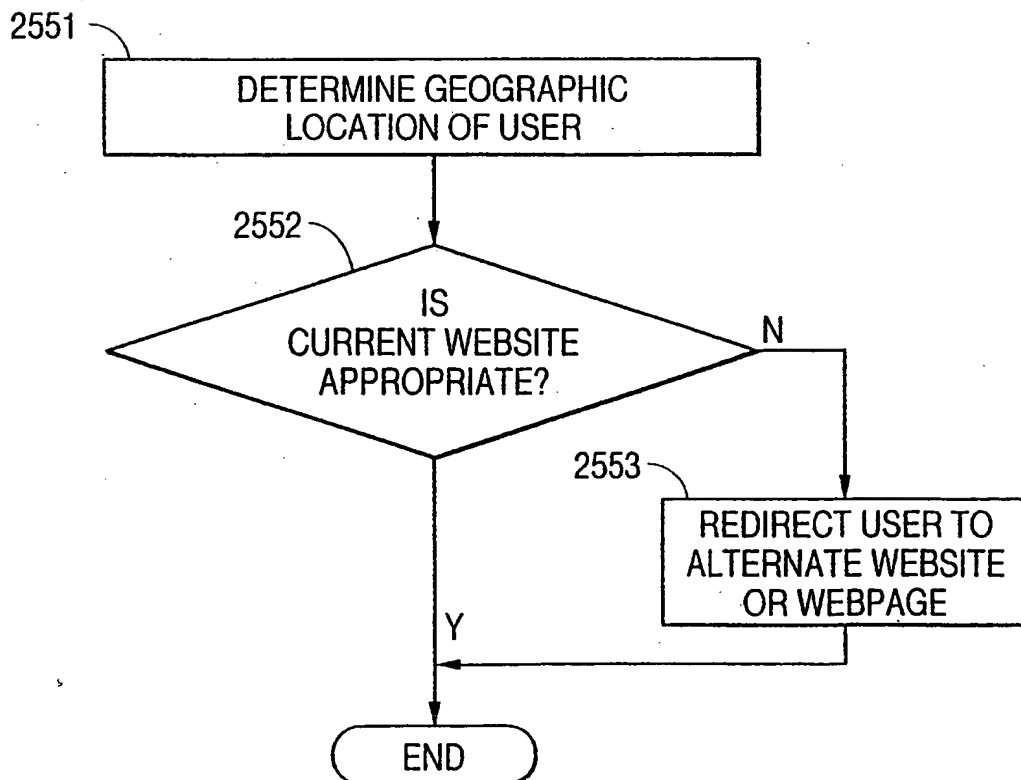 2551
DETERMINE GEOGRAPHIC
LOCATION OF USER
2552
IS
CURRENT WEBSITE
APPROPRIATE?
N
2553
REDIRECT USER TO
ALTERNATE WEBSITE
OR WEBPAGE
Y
END